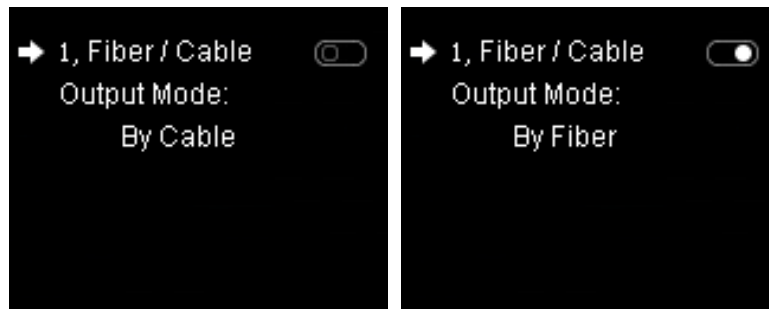 1, Fiber / Cable
Output Mode:
By Cable
1, Fiber / Cable
Output Mode:
By Fiber